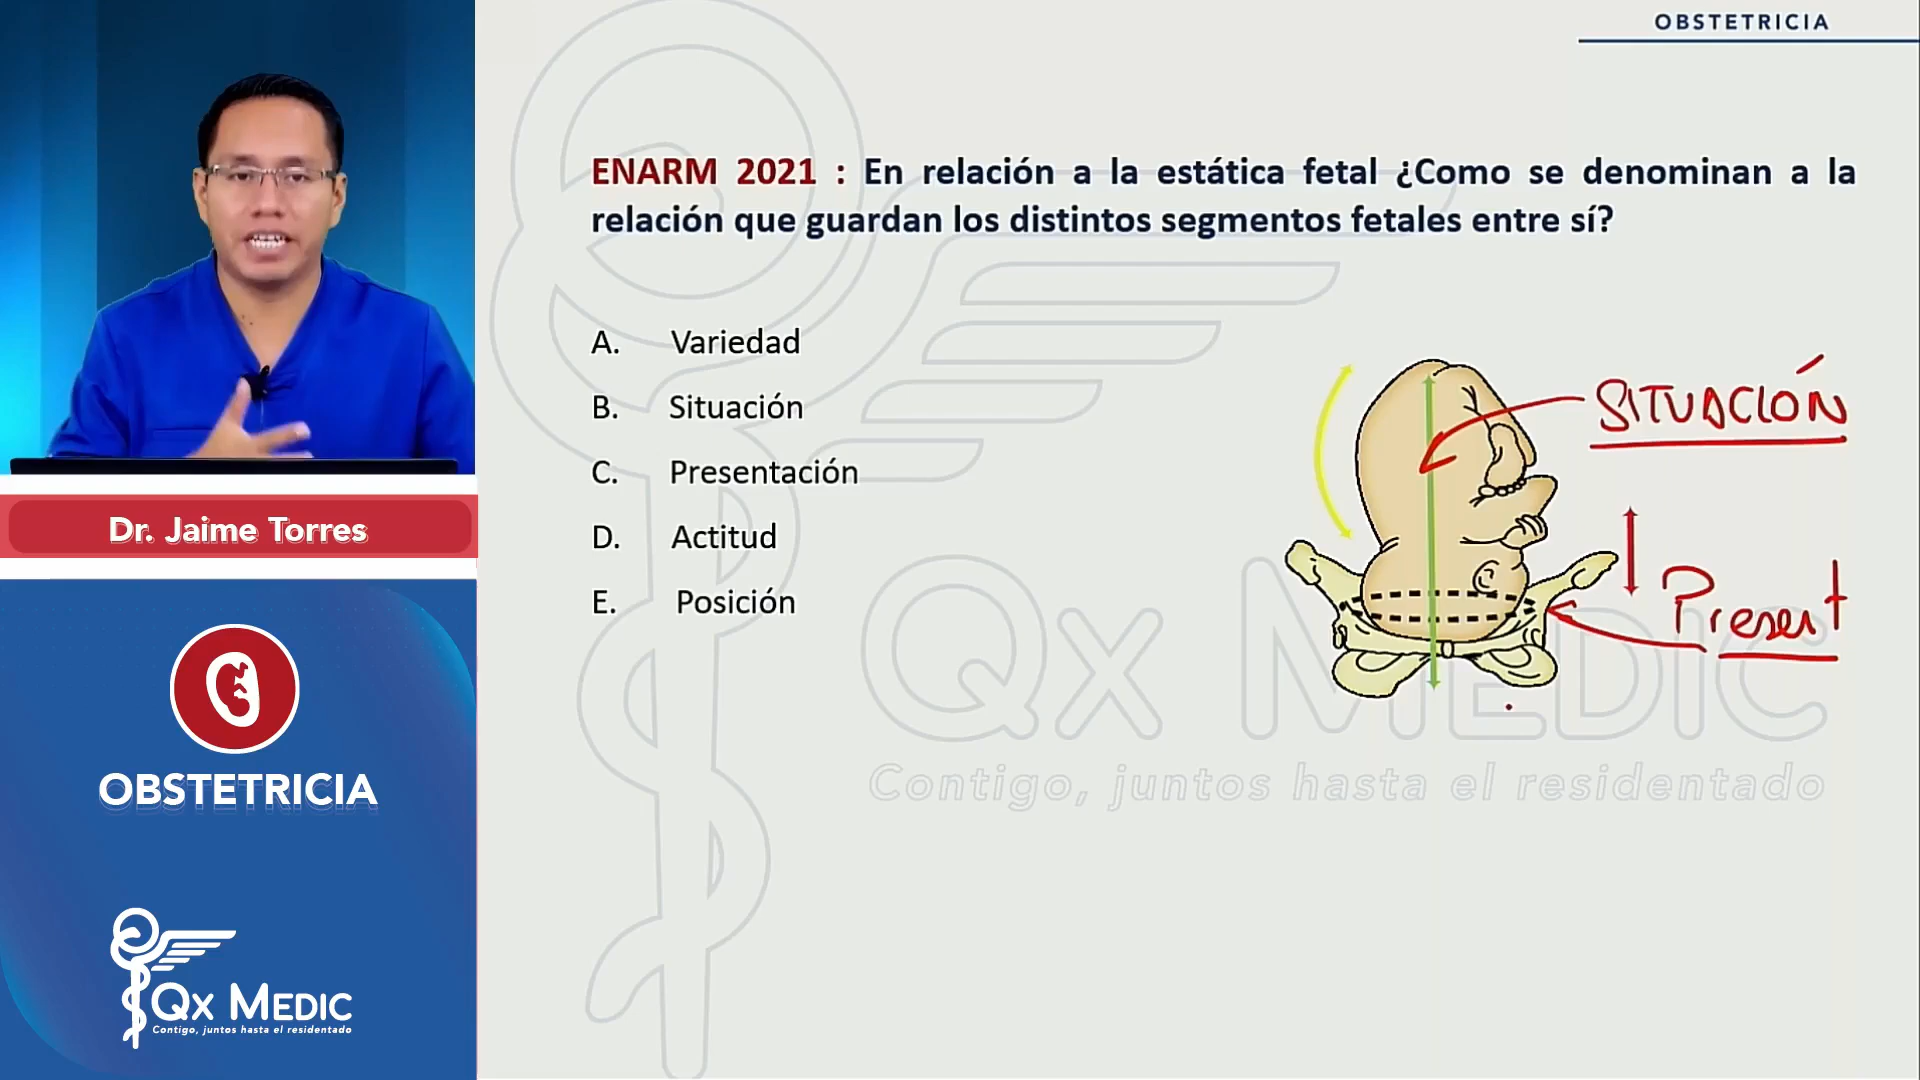 OBSTETRICIA
ENARM 2021 : En relación a la estática fetal ¿Como se denominan a la
relación que guardan los distintos segmentos fetales entre sí?
A. Variedad
B. Situación
C. Presentación
D. Actitud
E. Posición
SITUACIÓN
Present
Qx MEDIC
Contigo, juntos hasta el residentado
Dr. Jaime Torres
OBSTETRICIA
Qx MEDIC
Contigo, juntos hasta el residentado